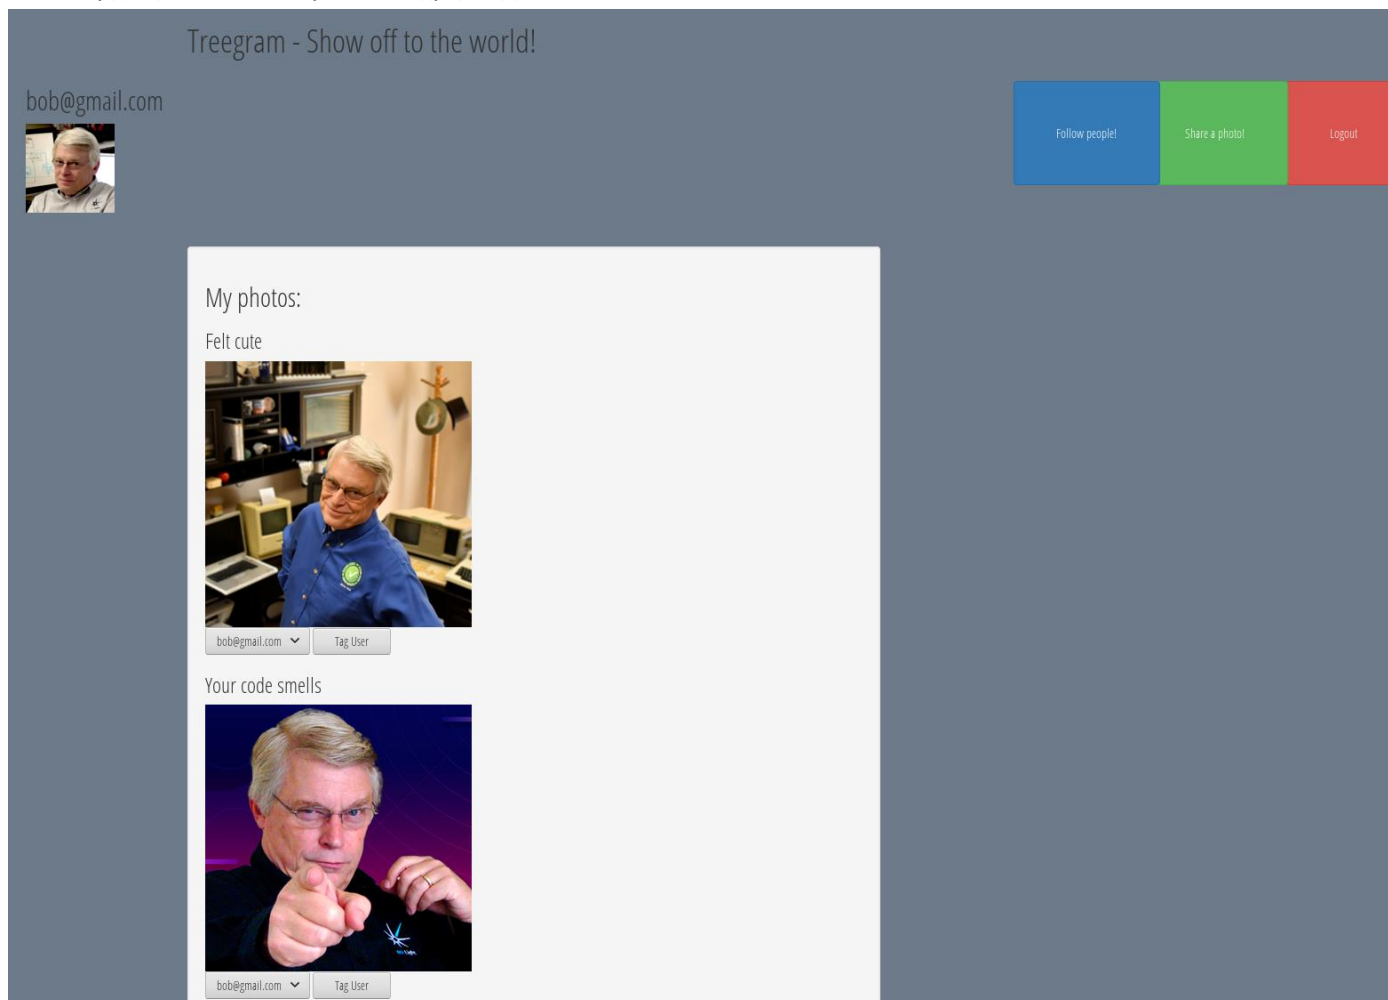 Treegram - Show off to the world!
bob@gmail.com
Follow people!
Share a photo!
Logout
My photos:
Felt cute
bob@gmail.com
Tag User
Your code smells
bob@gmail.com
Tag User